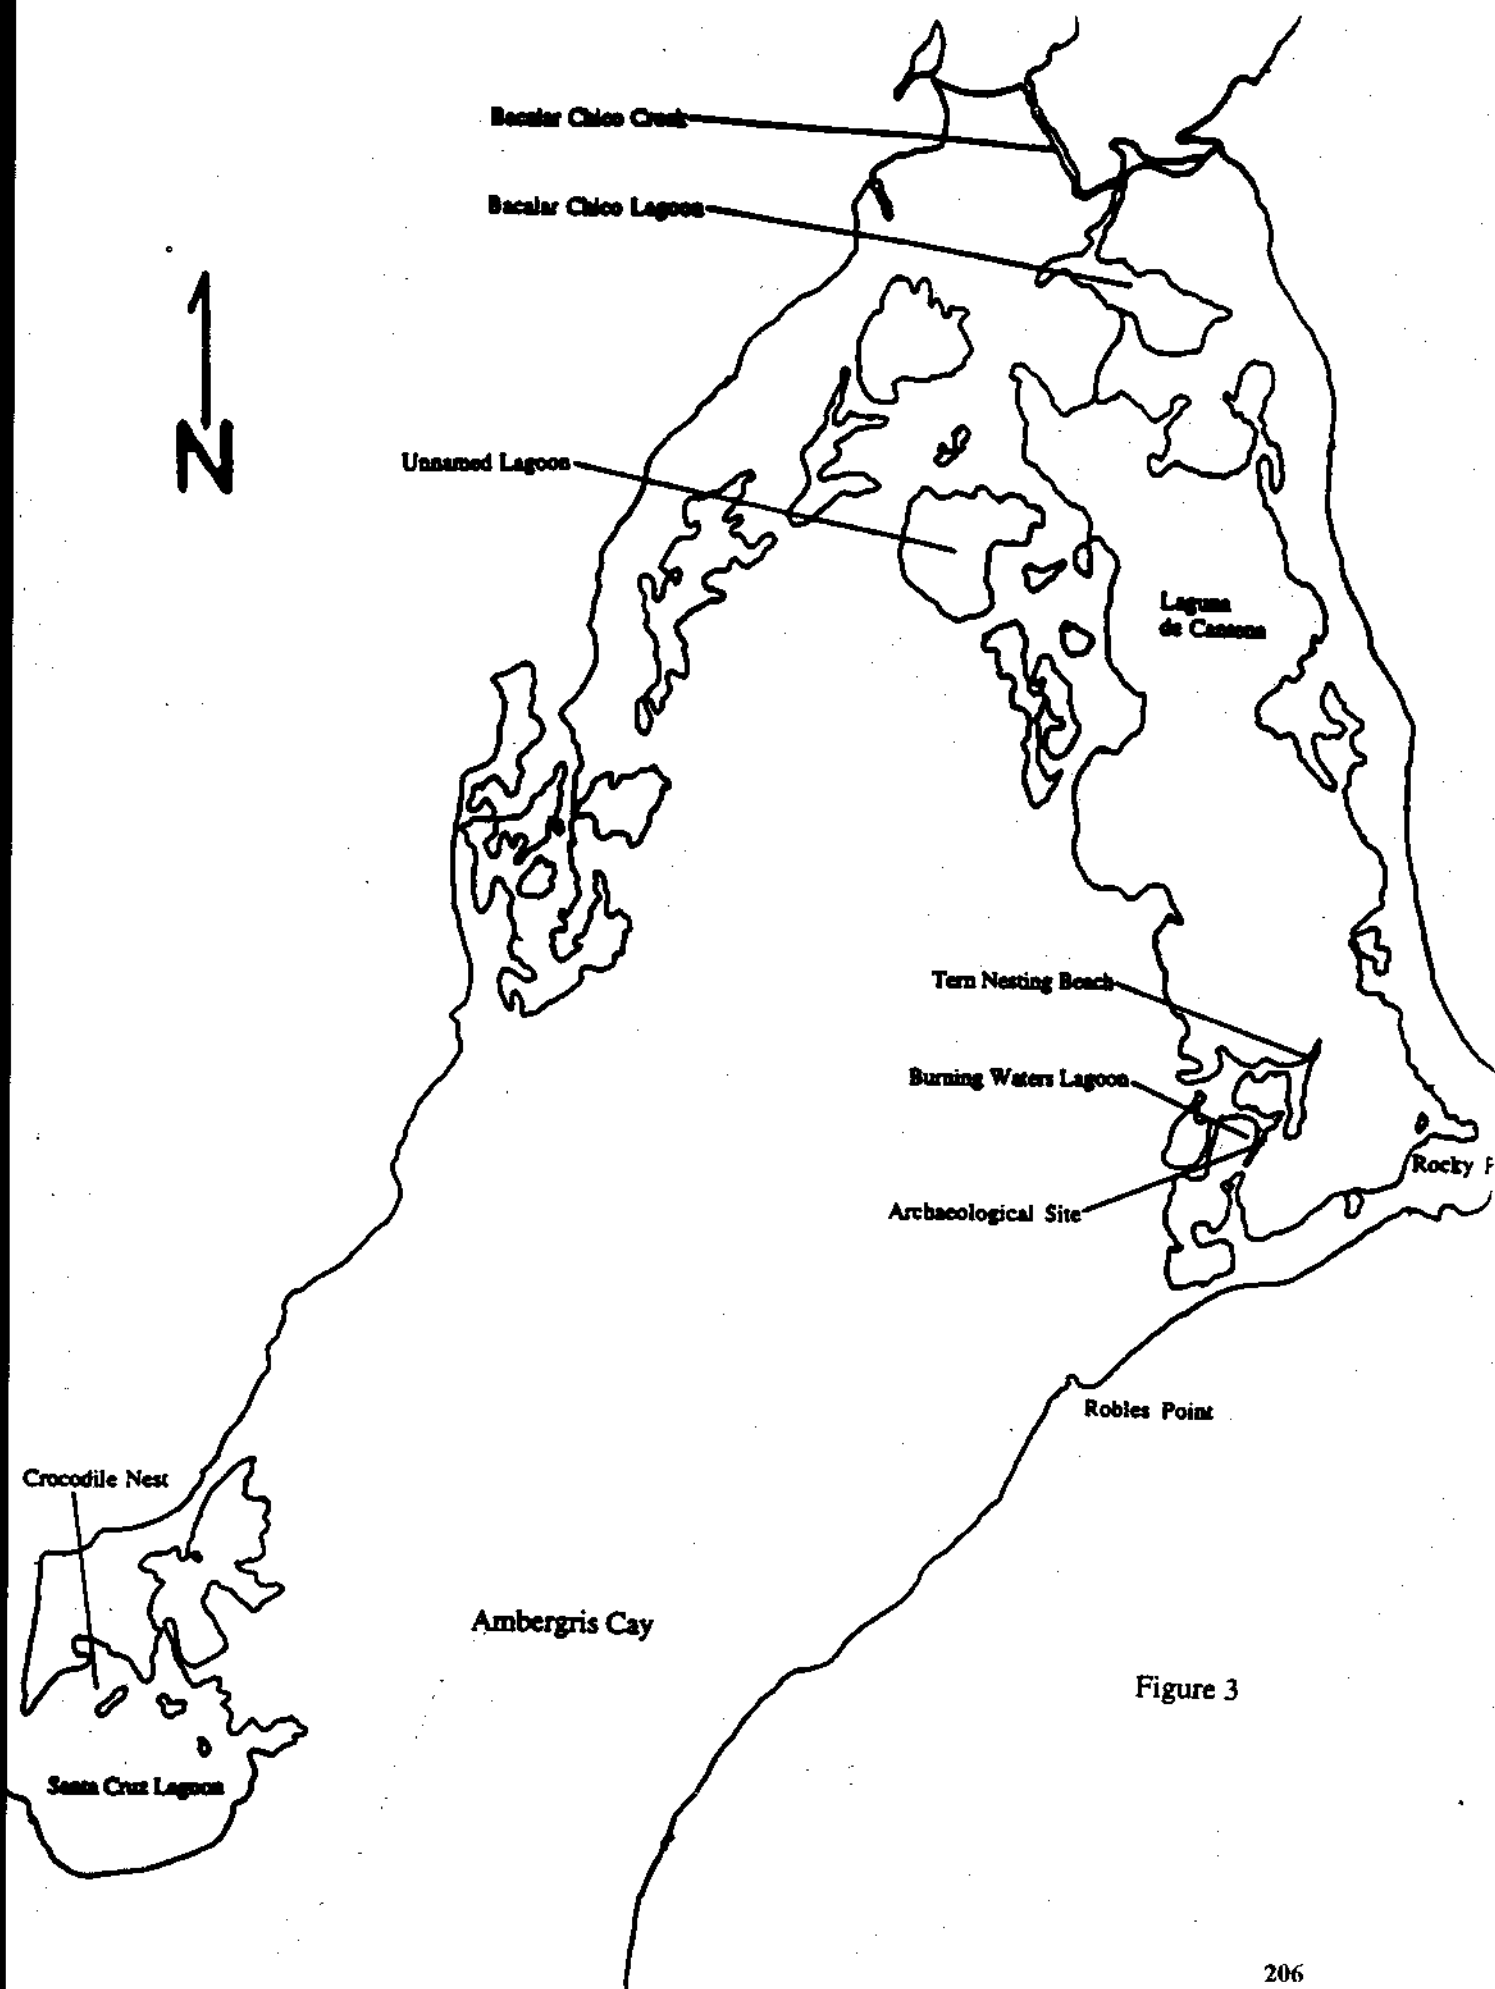 Bacalar Chico Creek
Bacalar Chico Lagoon
N
Unnamed Lagoon
Laguna
de Cantena
Tern Nesting Beach
Burning Waters Lagoon
Rocky P
Archaeological Site
Robles Point
Crocodile Nest
Ambergris Cay
Figure 3
Santa Cruz Lagoon
206